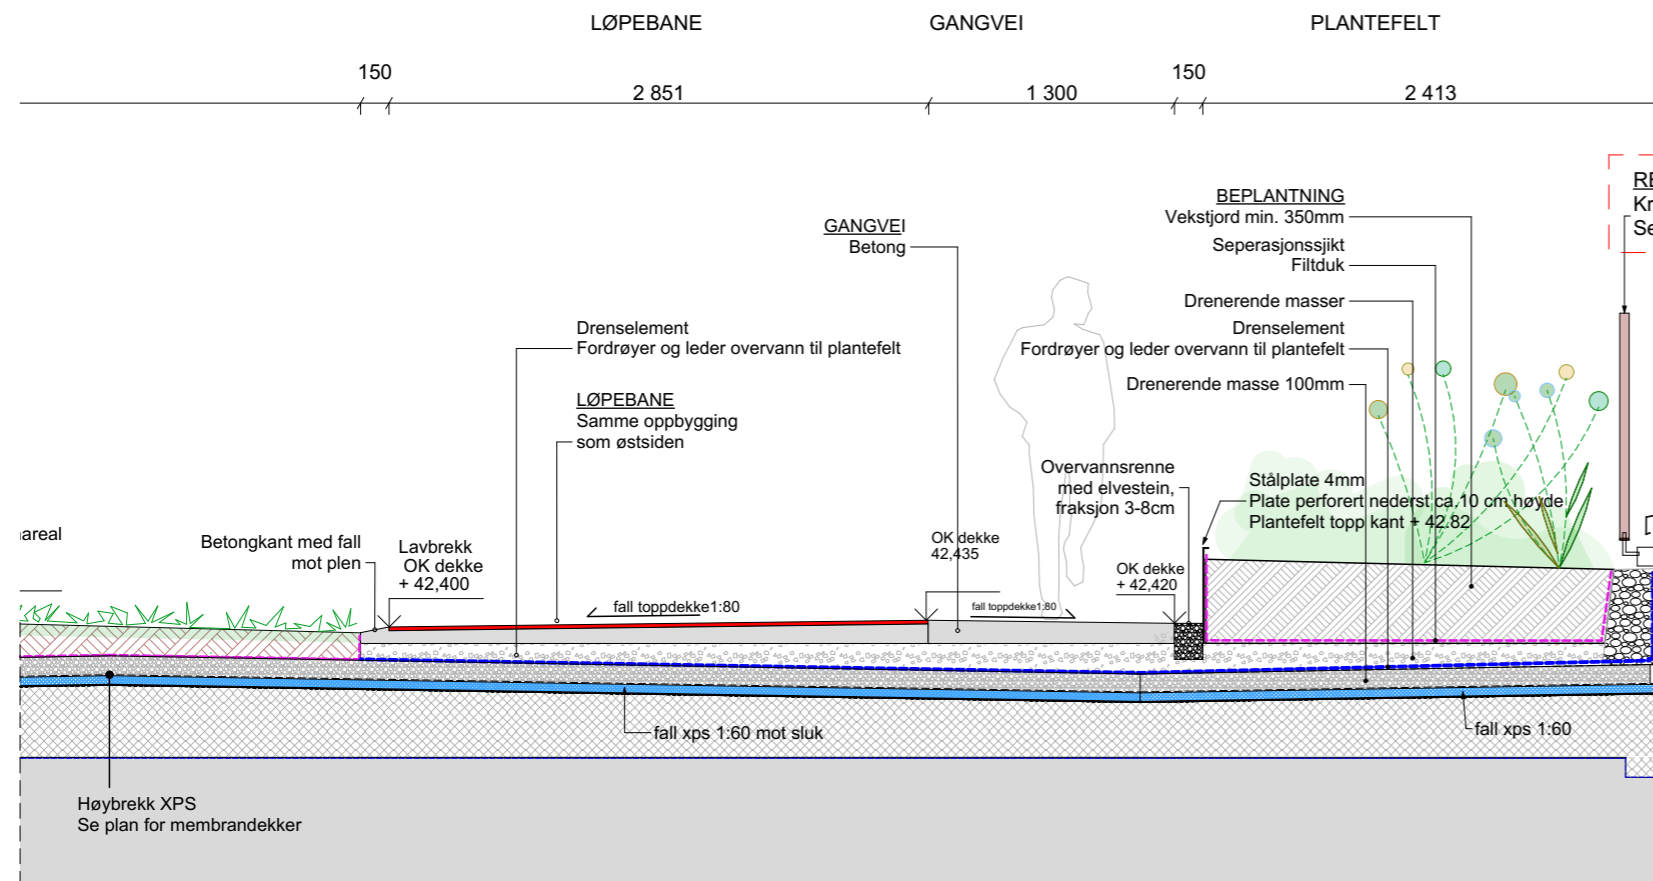 LØPEBANE
GANGVEI
PLANTEFELT
150
2 851
1 300
150
2 413
BEPLANTNING
Vekstjord min. 350mm
Seperasjonssjikt
Filtduk
Drenerende masser
Drenselement
Fordrøyer og leder overvann til plantefelt
Drenerende masse 100mm
GANGVEI
Betong
Drenselement
Fordrøyer og leder overvann til plantefelt
LØPEBANE
Samme oppbygging
som østsiden
Overvannsrenne
med elvestein,
fraksjon 3-8cm
Stålplate 4mm
Plate perforert nederst ca.10 cm høyde
Plantefelt topp kant + 42.82
Betongkant med fall
mot plen
Lavbrekk
OK dekke
+ 42,400
OK dekke
42,435
OK dekke
+ 42,420
fall toppdekke1:80
fall toppdekke1:80
fall xps 1:60 mot sluk
fall xps 1:60
Høybrekk XPS
Se plan for membrandekker
RE
Kr
Se
areal